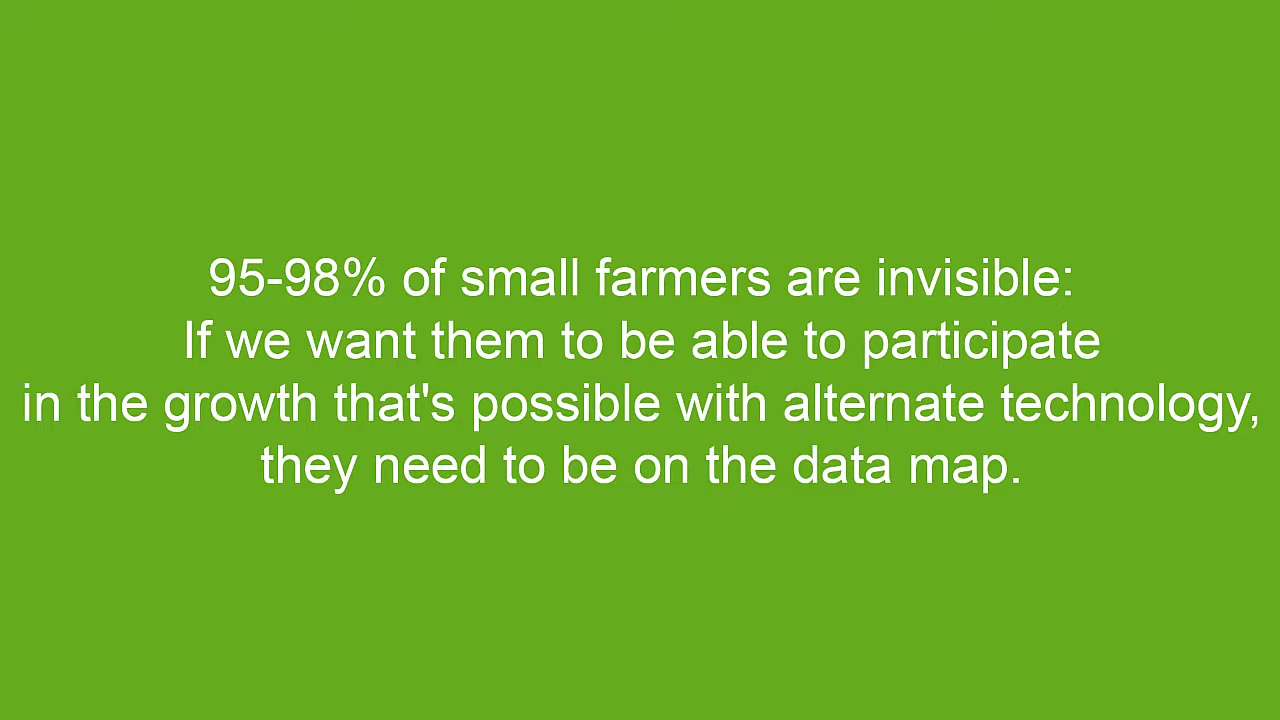 95-98% of small farmers are invisible:
If we want them to be able to participate
in the growth that's possible with alternate technology,
they need to be on the data map.